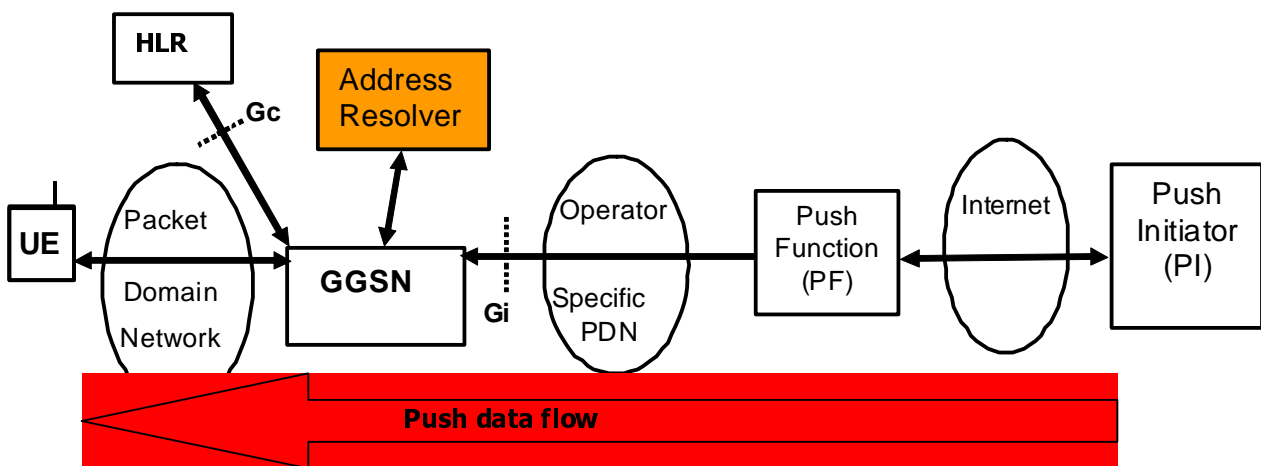 HLR
Address
Resolver
Gc
UE
Packet
Domain
Network
GGSN
Gi
Operator
Specific
PDN
Push
Function
(PF)
Internet
Push
Initiator
(PI)
Push data flow